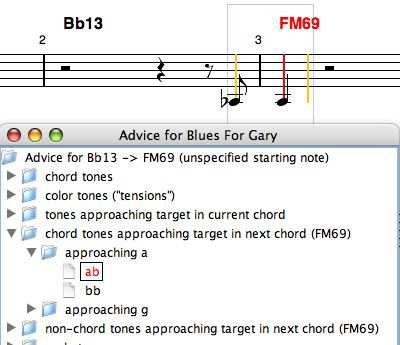 Bb13 FM69
2 3
Advice for Blues For Gary
Advice for Bb13 -> FM69 (unspecified starting note)
chord tones
color tones ("tensions")
tones approaching target in current chord
chord tones approaching target in next chord (FM69)
approaching a
ab
bb
approaching g
non-chord tones approaching target in next chord (FM69)